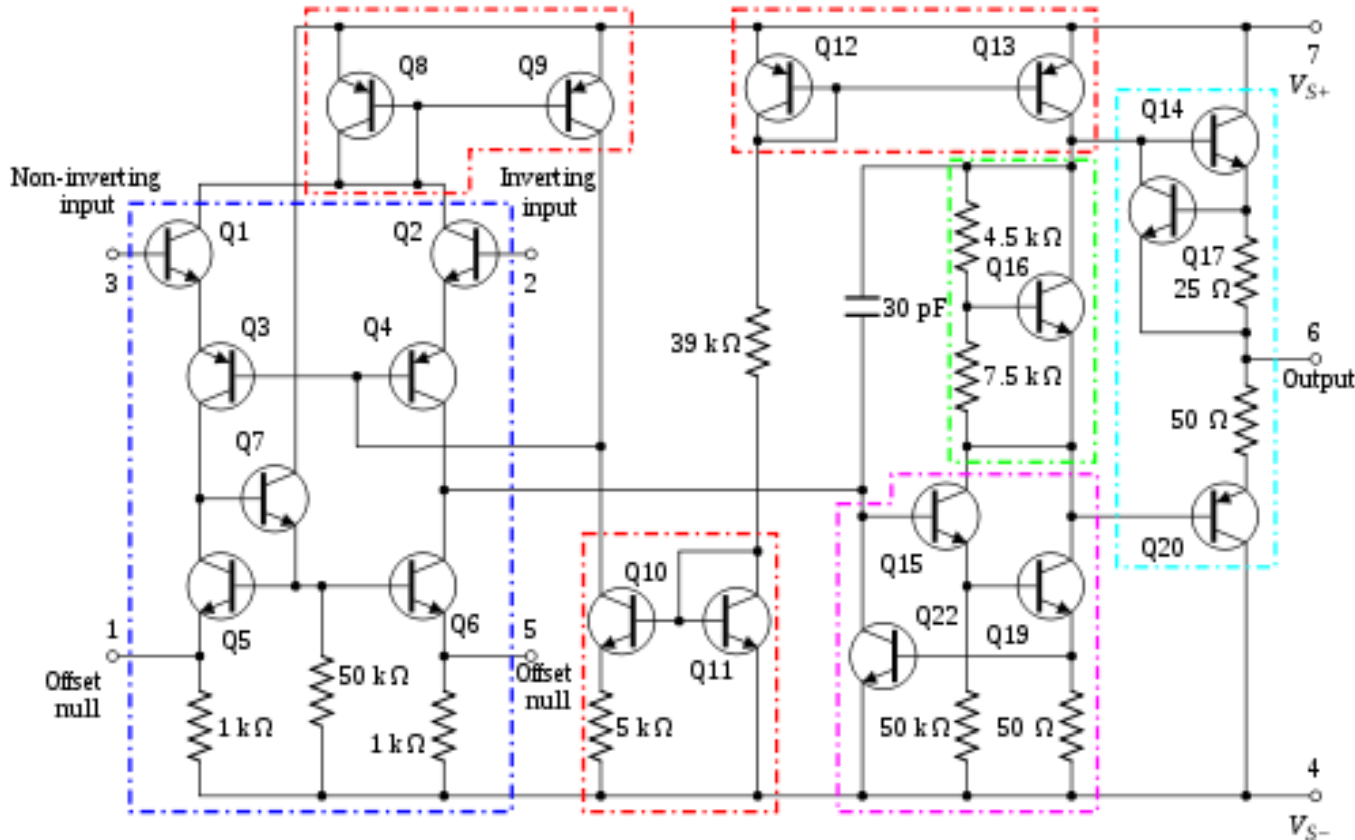 Q8
Q9
Q12
Q13
7
VS+
Q14
Non-inverting
input
Inverting
input
Q1
Q2
3
2
4.5 kΩ
Q16
Q17
25 Ω
30 pF
Q3
Q4
39 kΩ
7.5 kΩ
6
Output
50 Ω
Q7
Q15
Q20
Q10
Q22
Q19
1
Q5
Q6
5
Q11
Offset
null
50 kΩ
Offset
null
1 kΩ
1 kΩ
5 kΩ
50 kΩ
50 Ω
4
VS−